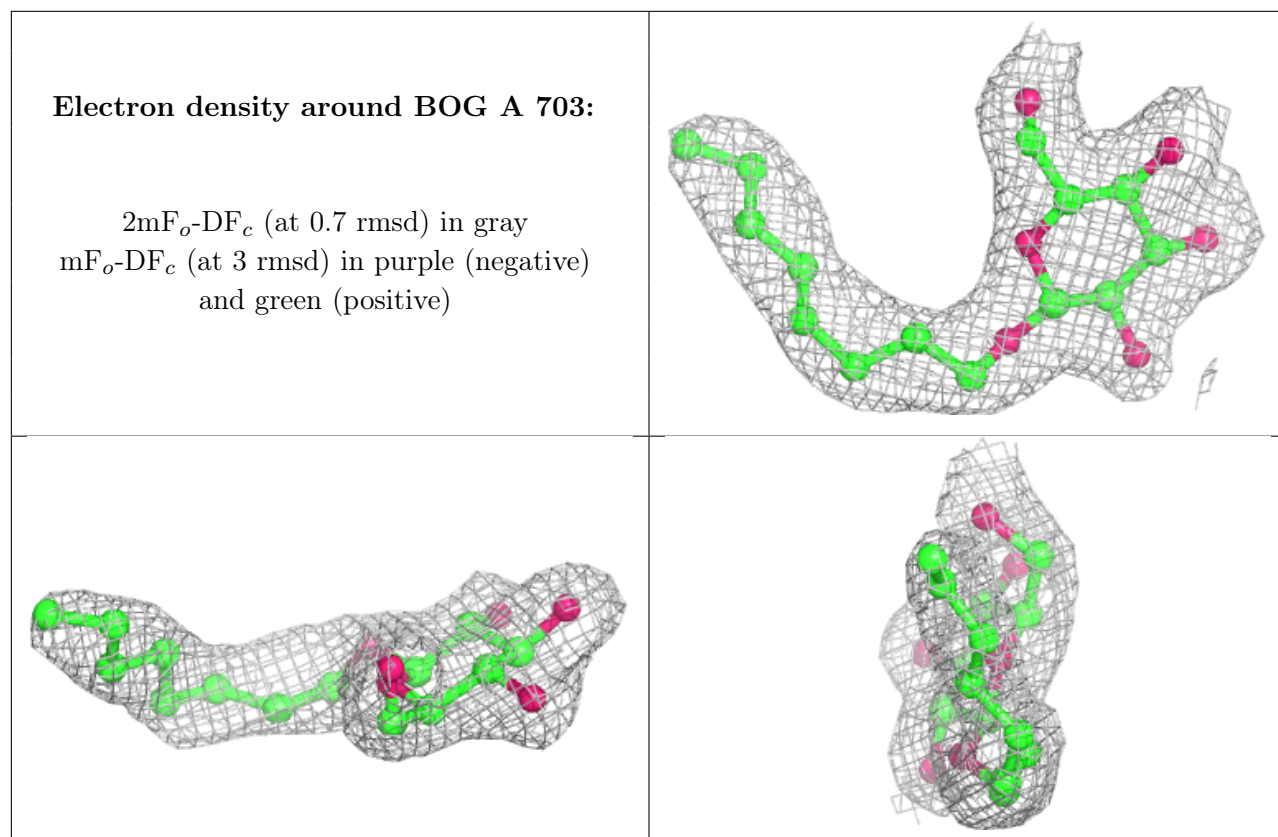 Electron density around BOG A 703:
2mFo-DFc (at 0.7 rmsd) in gray
mFo-DFc (at 3 rmsd) in purple (negative)
and green (positive)